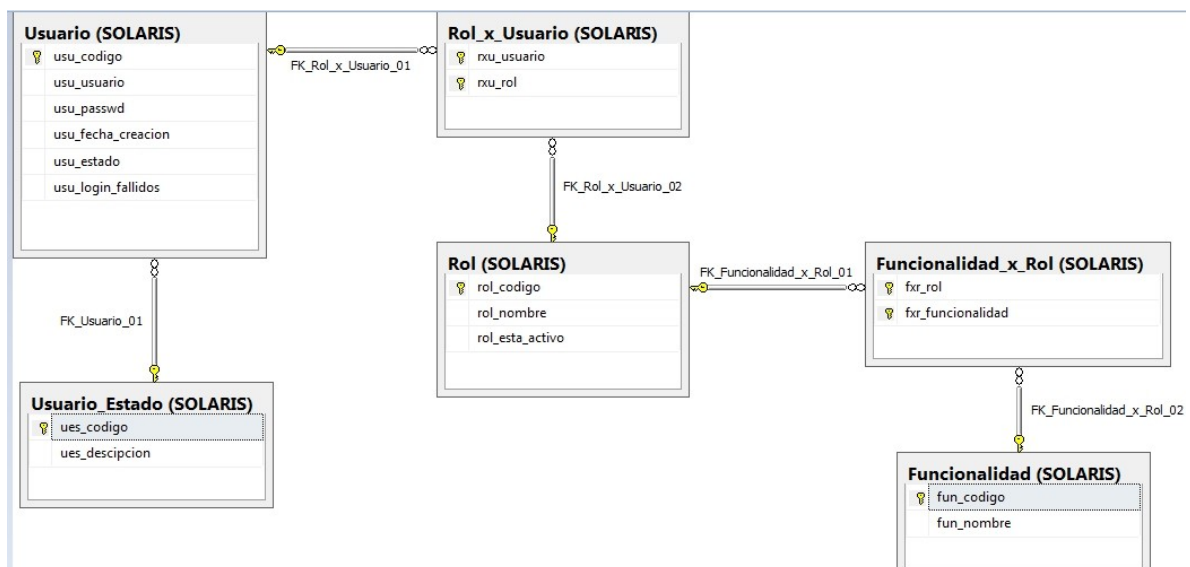 Usuario (SOLARIS)
usu_codigo
usu_usuario
usu_passwd
usu_fecha_creacion
usu_estado
usu_login_fallidos
FK_Rol_x_Usuario_01
Rol_x_Usuario (SOLARIS)
rxu_usuario
rxu_rol
FK_Rol_x_Usuario_02
Rol (SOLARIS)
rol_codigo
rol_nombre
rol_esta_activo
FK_Funcionalidad_x_Rol_01
Funcionalidad_x_Rol (SOLARIS)
fxr_rol
fxr_funcionalidad
FK_Usuario_01
Usuario_Estado (SOLARIS)
ues_codigo
ues_descipcion
FK_Funcionalidad_x_Rol_02
Funcionalidad (SOLARIS)
fun_codigo
fun_nombre